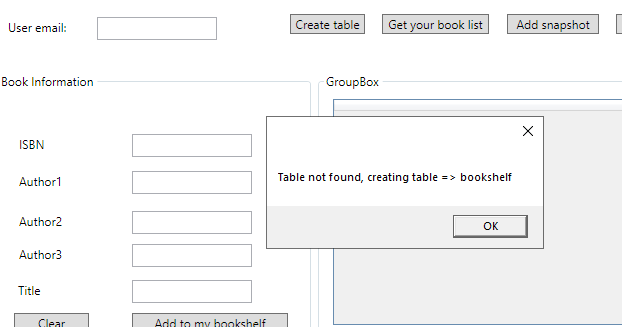 User email:
Create table
Get your book list
Add snapshot
Book Information
GroupBox
ISBN
Author1
Author2
Author3
Title
Clear
Add to my bookshelf
Table not found, creating table => bookshelf
OK